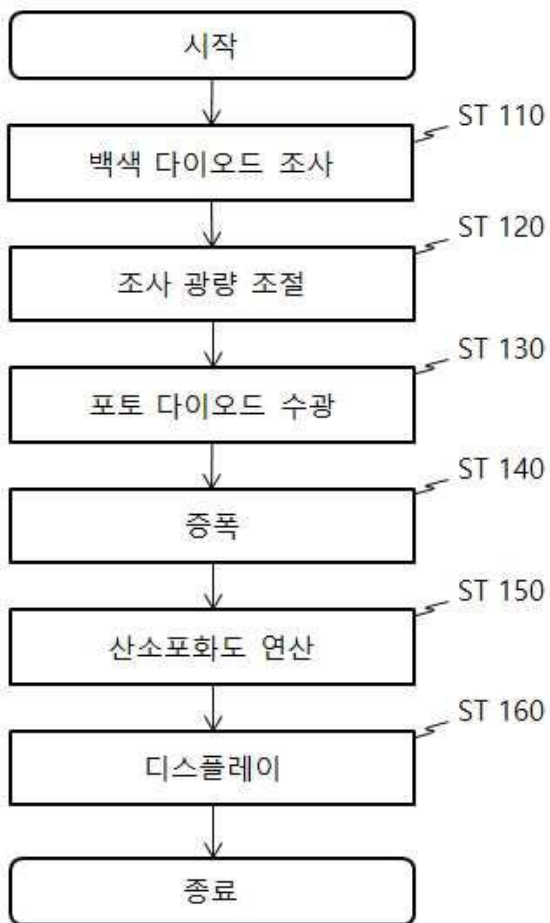 시작
ST 110
백색 다이오드 조사
ST 120
조사 광량 조절
ST 130
포토 다이오드 수광
ST 140
증폭
ST 150
산소포화도 연산
ST 160
디스플레이
종료